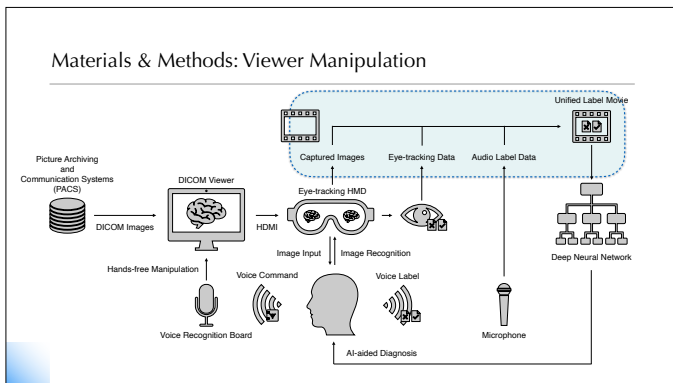 Materials & Methods: Viewer Manipulation
Unified Label Movie
Captured Images
Eye-tracking Data
Audio Label Data
Picture Archiving
and
Communication Systems
(PACS)
DICOM Viewer
Eye-tracking HMD
DICOM Images
HDMI
Deep Neural Network
Image Input
Image Recognition
Hands-free Manipulation
Voice Command
Voice Label
Voice Recognition Board
Microphone
AI-aided Diagnosis